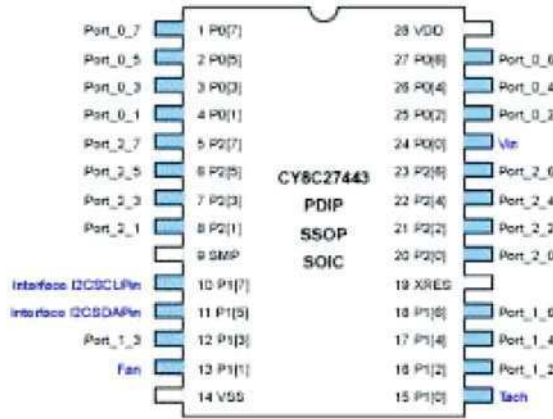 Port_0_7 1 P0[7] 28 VDD
Port_0_5 2 P0[5] 27 P0[6] Port_0_6
Port_0_3 3 P0[3] 26 P0[4] Port_0_4
Port_0_1 4 P0[1] 25 P0[2] Port_0_2
Port_2_7 5 P2[7] 24 P0[0] Vin
Port_2_5 6 P2[5] 23 P2[6] Port_2_6
CY8C27443
Port_2_3 7 P2[3] 22 P2[4] Port_2_4
PDIP
Port_2_1 8 P2[1] 21 P2[2] Port_2_2
SSOP
9 SMP 20 P2[0] Port_2_0
SOIC
Interface I2CSCLPin 10 P1[7] 19 XRES
Interface I2CSDAPin 11 P1[5] 18 P1[6] Port_1_6
Port_1_3 12 P1[3] 17 P1[4] Port_1_4
Fan 13 P1[1] 16 P1[2] Port_1_2
14 VSS 15 P1[0] Tach